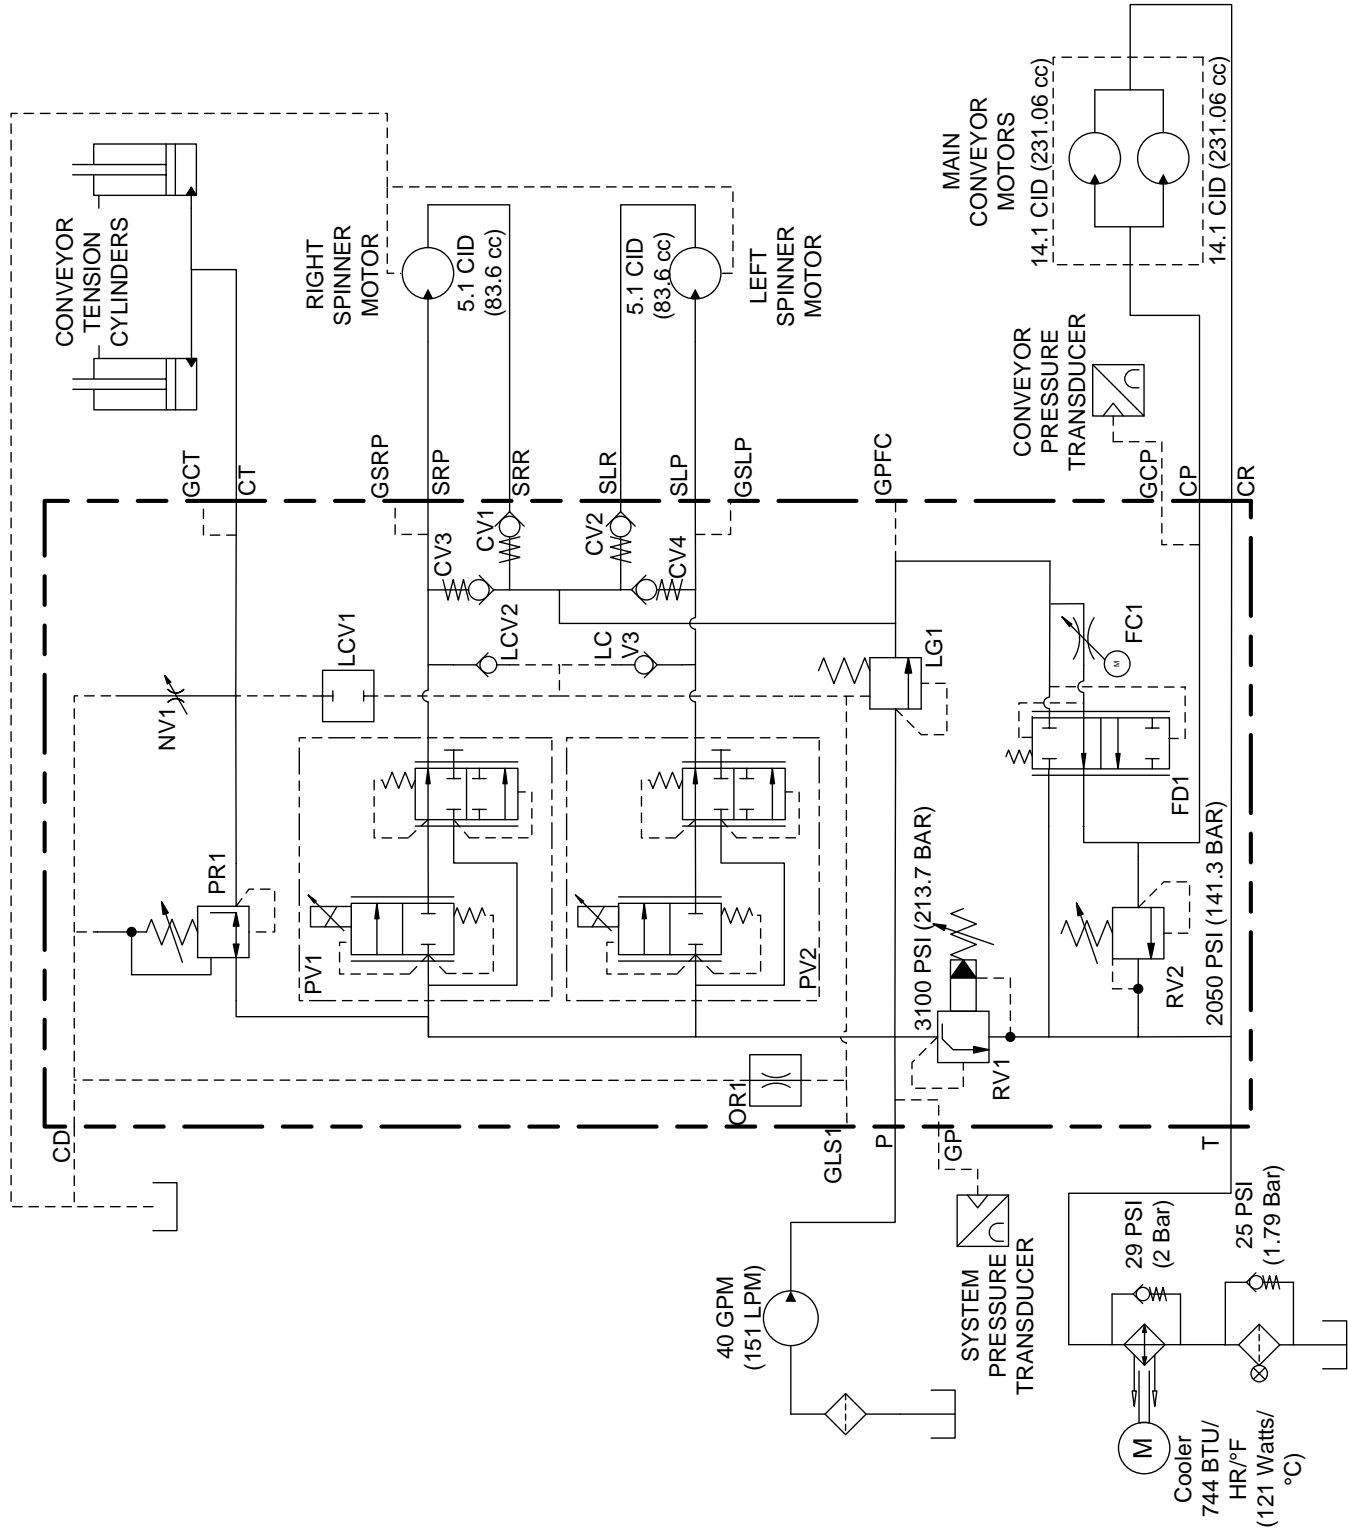 CONVEYOR
TENSION
CYLINDERS
RIGHT
SPINNER
MOTOR
5.1 CID
(83.6 cc)
5.1 CID
(83.6 cc)
LEFT
SPINNER
MOTOR
MAIN
CONVEYOR
MOTORS
14.1 CID (231.06 cc)
14.1 CID (231.06 cc)
CONVEYOR
PRESSURE
TRANSDUCER
GCT
CT
GSRP
SRP
SRR
SLR
SLP
GSLP
GPFC
GCP
CP
CR
CV3
CV1
CV2
CV4
NV1
LCV1
LCV2
LC
V3
LG1
FC1
M
PR1
PV1
PV2
FD1
3100 PSI (213.7 BAR)
RV1
RV2
2050 PSI (141.3 BAR)
OR1
CD
GLS1
P
GP
T
40 GPM
(151 LPM)
SYSTEM
PRESSURE
TRANSDUCER
29 PSI
(2 Bar)
25 PSI
(1.79 Bar)
M
Cooler
744 BTU/
HR/°F
(121 Watts/
°C)